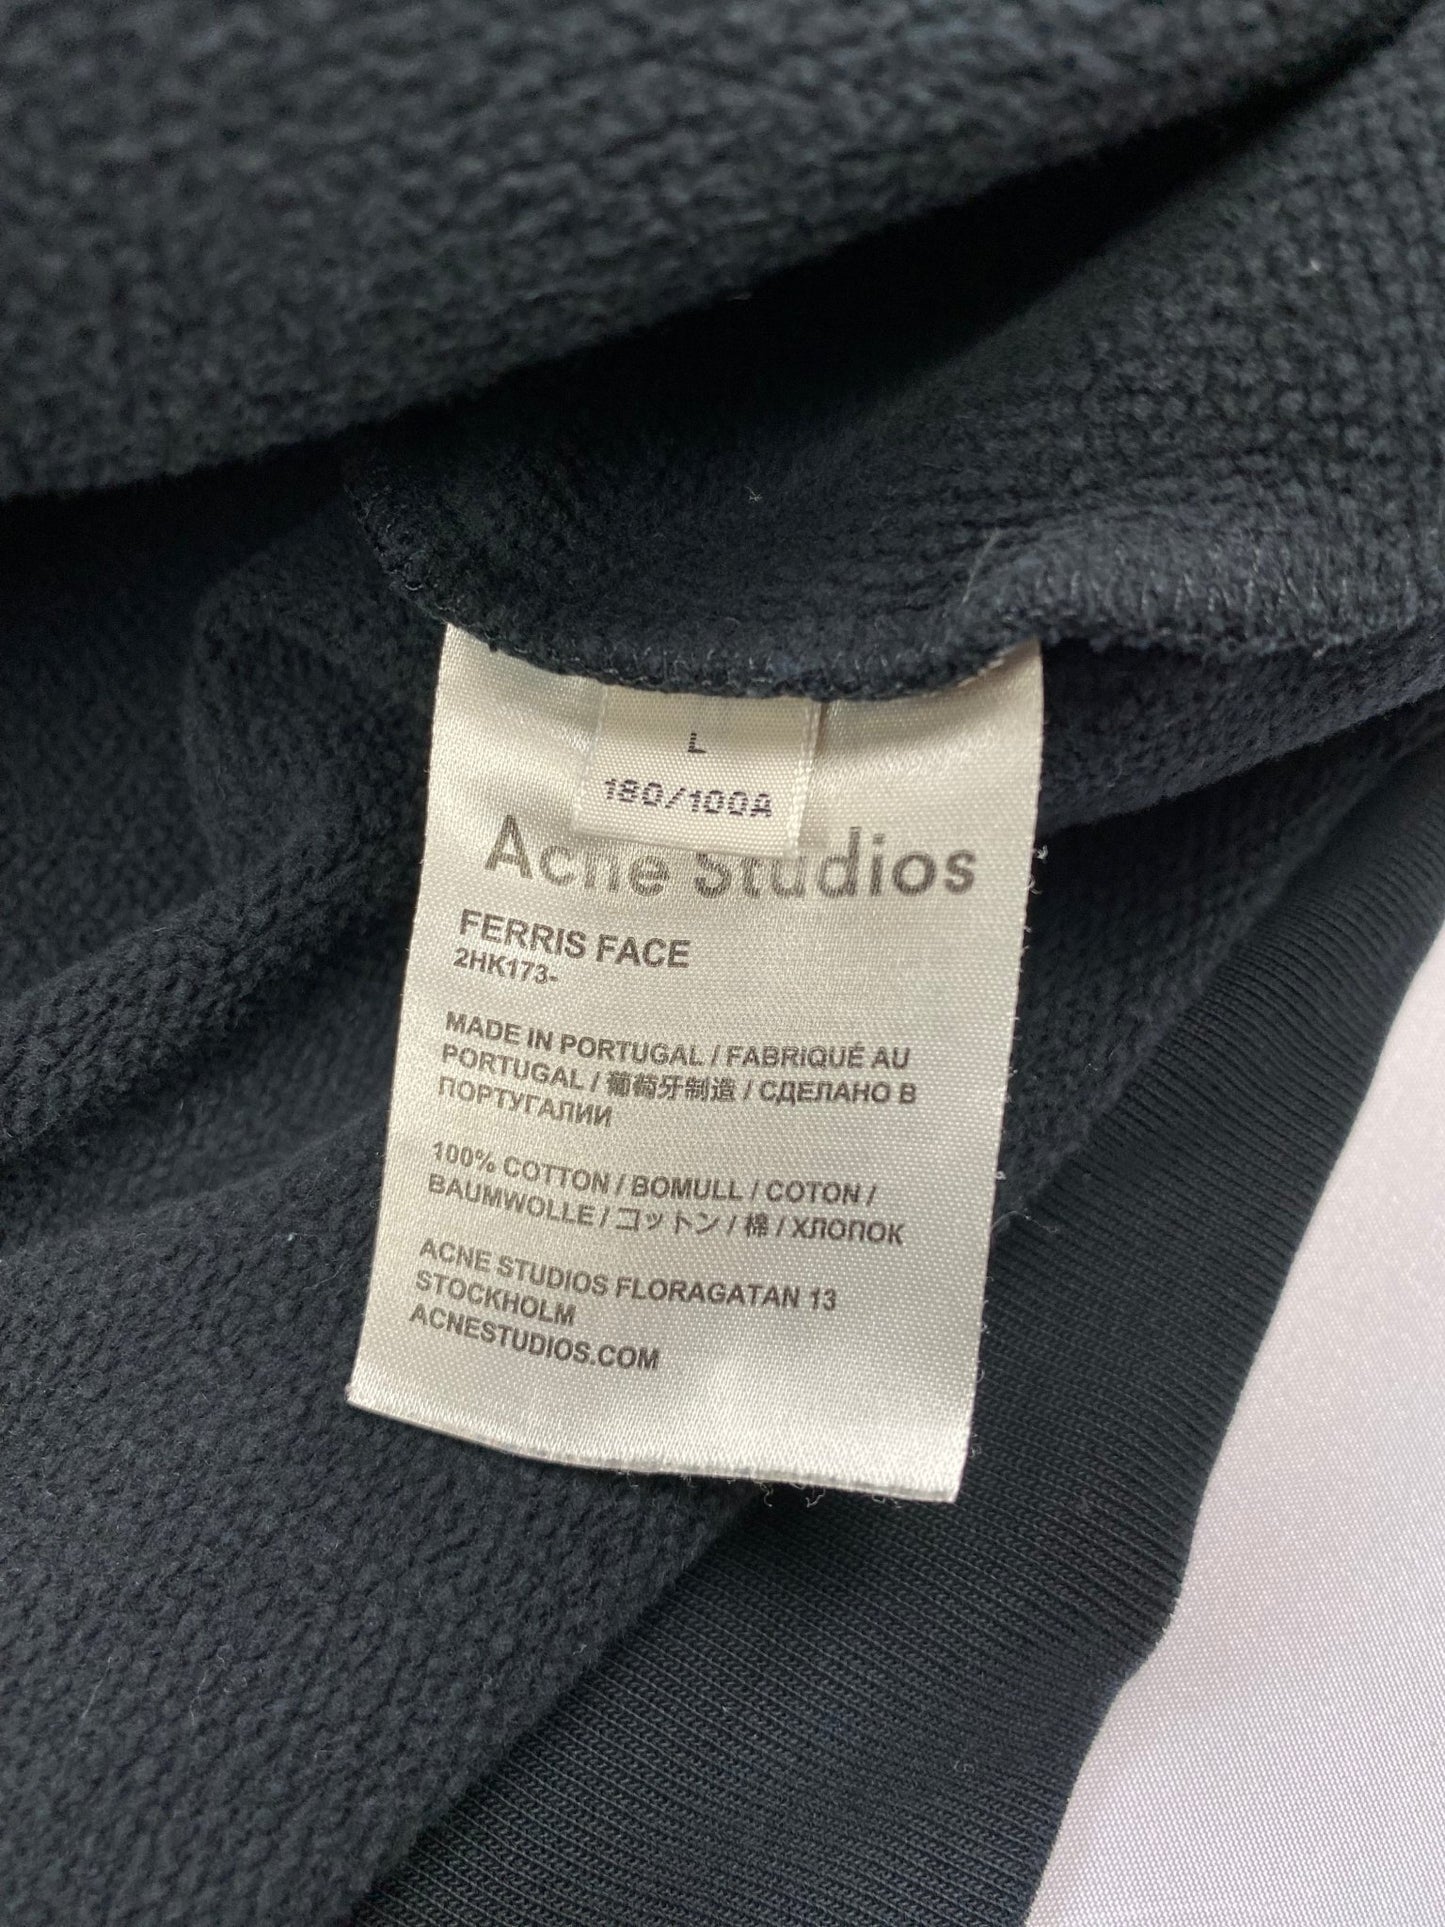 L
180/100A
Acne Studios
FERRIS FACE
2HK173-
MADE IN PORTUGAL / FABRIQUÉ AU
PORTUGAL / 葡萄牙制造 / СДЕЛАНО В
ПОРТУГАЛИИ
100% COTTON / BOMULL / COTON /
BAUMWOLLE / コットン / 棉 / ХЛОПОК
ACNE STUDIOS FLORAGATAN 13
STOCKHOLM
ACNESTUDIOS.COM